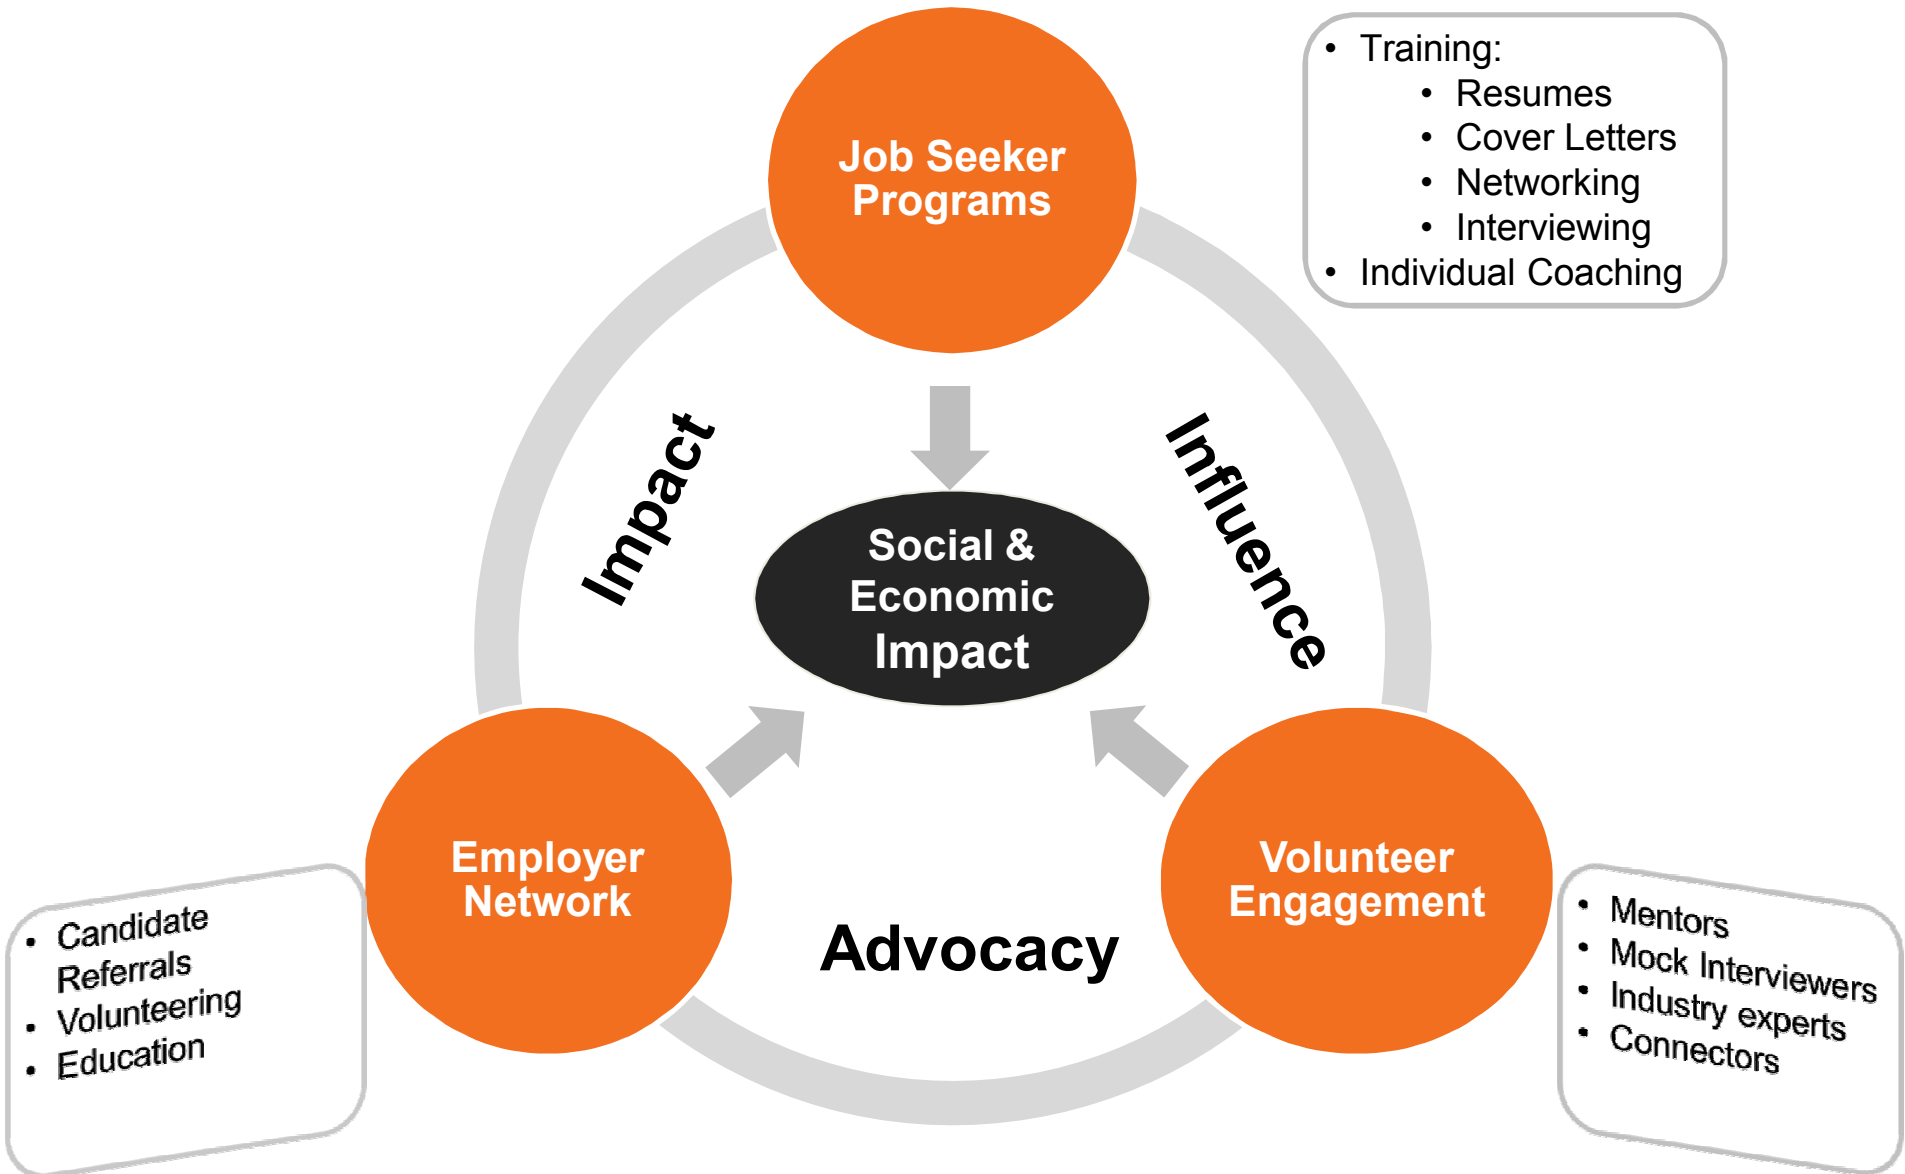 Job Seeker
Programs
• Training:
• Resumes
• Cover Letters
• Networking
• Interviewing
• Individual Coaching
Impact
Influence
Social &
Economic
Impact
Employer
Network
Volunteer
Engagement
Advocacy
• Candidate
Referrals
• Volunteering
• Education
• Mentors
• Mock Interviewers
• Industry experts
• Connectors